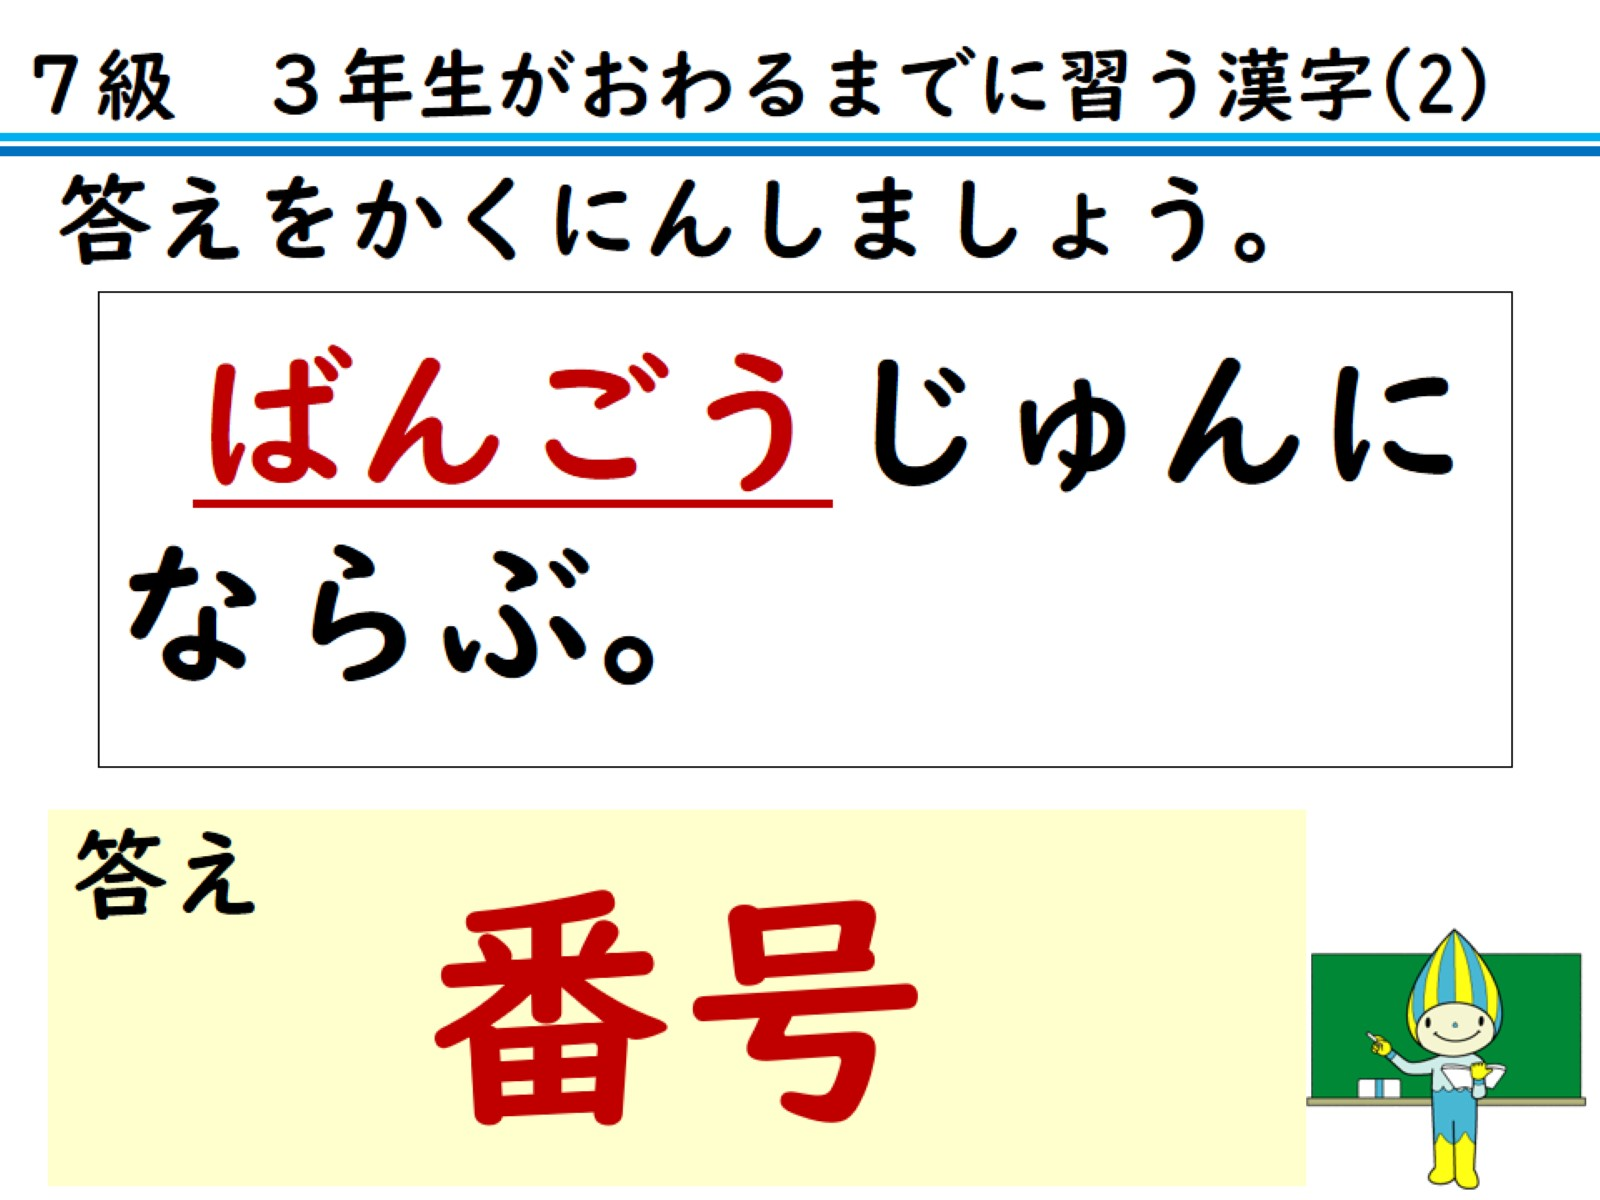 ７級　３年生がおわるまでに習う漢字(2)
答えをかくにんしましょう。
ばんごうじゅんに
ならぶ。
答え
番号